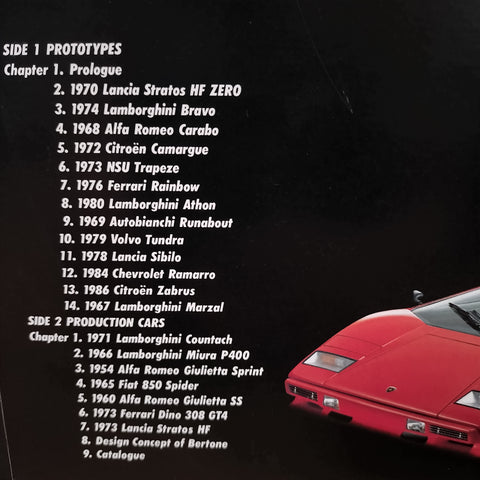 SIDE 1 PROTOTYPES
Chapter 1. Prologue
2. 1970 Lancia Stratos HF ZERO
3. 1974 Lamborghini Bravo
4. 1968 Alfa Romeo Carabo
5. 1972 Citroën Camargue
6. 1973 NSU Trapeze
7. 1976 Ferrari Rainbow
8. 1980 Lamborghini Athon
9. 1969 Autobianchi Runabout
10. 1979 Volvo Tundra
11. 1978 Lancia Sibilo
12. 1984 Chevrolet Ramarro
13. 1986 Citroën Zabrus
14. 1967 Lamborghini Marzal
SIDE 2 PRODUCTION CARS
Chapter 1. 1971 Lamborghini Countach
2. 1966 Lamborghini Miura P400
3. 1954 Alfa Romeo Giulietta Sprint
4. 1965 Fiat 850 Spider
5. 1960 Alfa Romeo Giulietta SS
6. 1973 Ferrari Dino 308 GT4
7. 1973 Lancia Stratos HF
8. Design Concept of Bertone
9. Catalogue